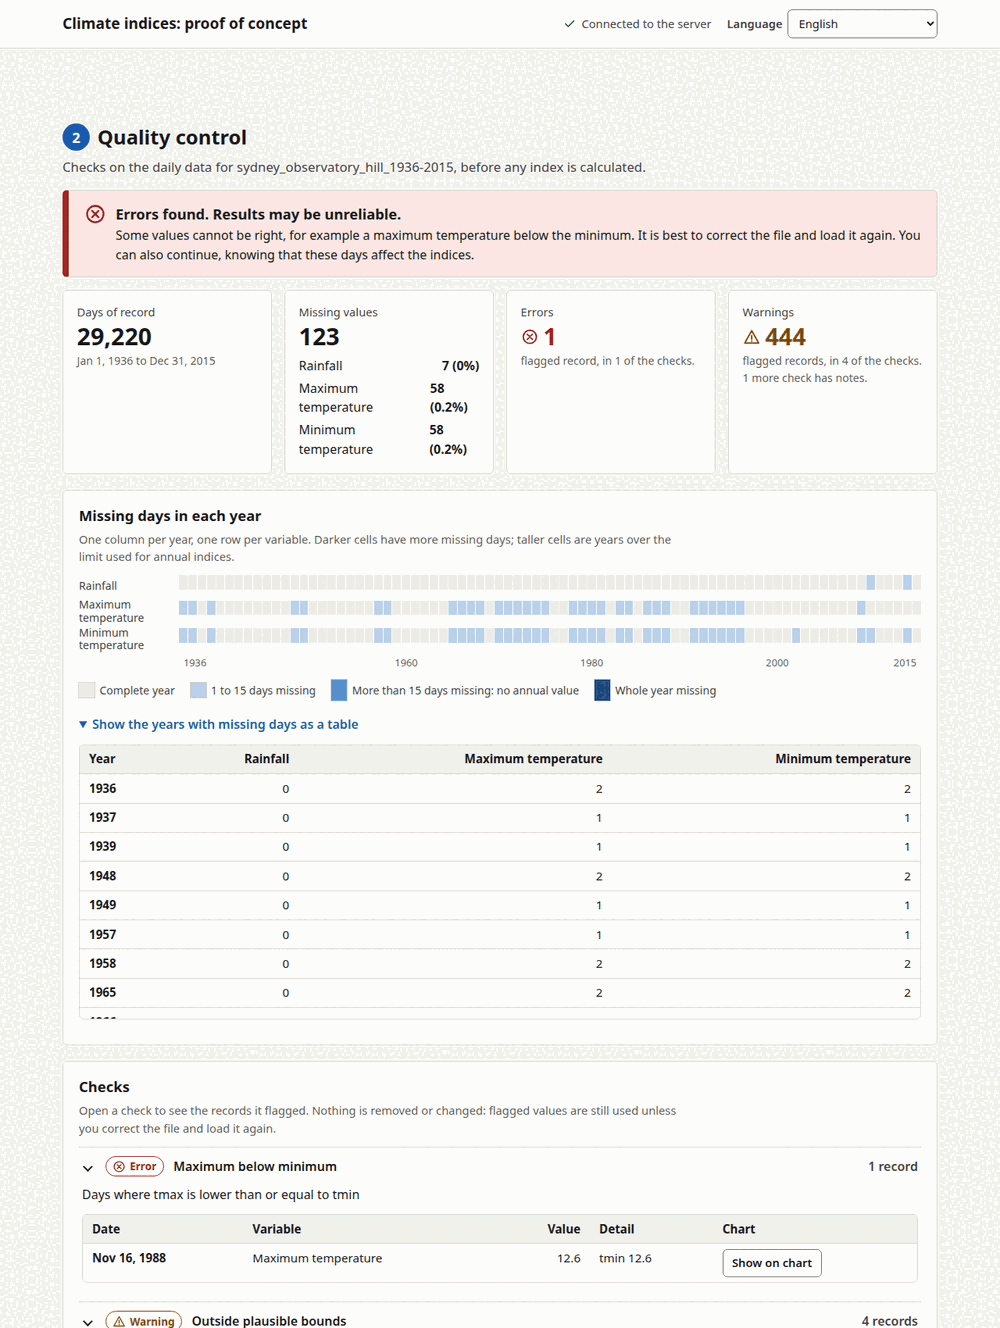 Climate indices: proof of concept
Connected to the server
Language
English
2 Quality control
Checks on the daily data for sydney_observatory_hill_1936-2015, before any index is calculated.
Errors found. Results may be unreliable.
Some values cannot be right, for example a maximum temperature below the minimum. It is best to correct the file and load it again. You
can also continue, knowing that these days affect the indices.
Days of record
29,220
Jan 1, 1936 to Dec 31, 2015
Missing values
123
Rainfall 7 (0%)
Maximum temperature 58 (0.2%)
Minimum temperature 58 (0.2%)
Errors
1
flagged record, in 1 of the checks.
Warnings
444
flagged records, in 4 of the checks.
1 more check has notes.
Missing days in each year
One column per year, one row per variable. Darker cells have more missing days; taller cells are years over the
limit used for annual indices.
Rainfall
Maximum
temperature
Minimum
temperature
1936 1960 1980 2000 2015
Complete year 1 to 15 days missing More than 15 days missing: no annual value Whole year missing
Show the years with missing days as a table
Year Rainfall Maximum temperature Minimum temperature
1936 0 2 2
1937 0 1 1
1939 0 1 1
1948 0 2 2
1949 0 1 1
1957 0 1 1
1958 0 2 2
1965 0 2 2
Checks
Open a check to see the records it flagged. Nothing is removed or changed: flagged values are still used unless
you correct the file and load it again.
Error Maximum below minimum 1 record
Days where tmax is lower than or equal to tmin
Date Variable Value Detail Chart
Nov 16, 1988 Maximum temperature 12.6 tmin 12.6 Show on chart
Warning Outside plausible bounds 4 records